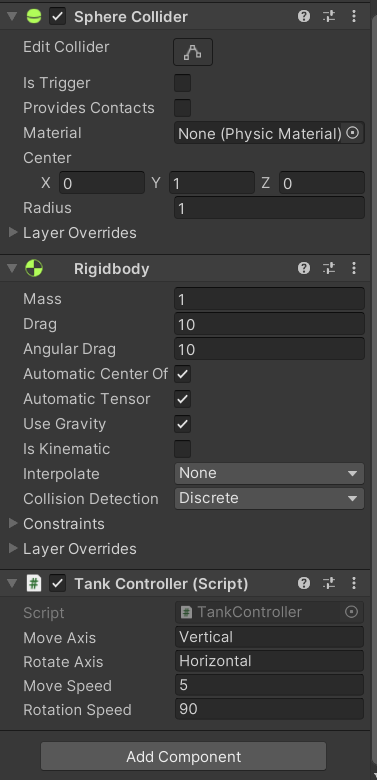 Sphere Collider
Edit Collider
Is Trigger
Provides Contacts
Material None (Physic Material)
Center
X 0 Y 1 Z 0
Radius 1
Layer Overrides
Rigidbody
Mass 1
Drag 10
Angular Drag 10
Automatic Center Of
Automatic Tensor
Use Gravity
Is Kinematic
Interpolate None
Collision Detection Discrete
Constraints
Layer Overrides
# Tank Controller (Script)
Script # TankController
Move Axis Vertical
Rotate Axis Horizontal
Move Speed 5
Rotation Speed 90
Add Component